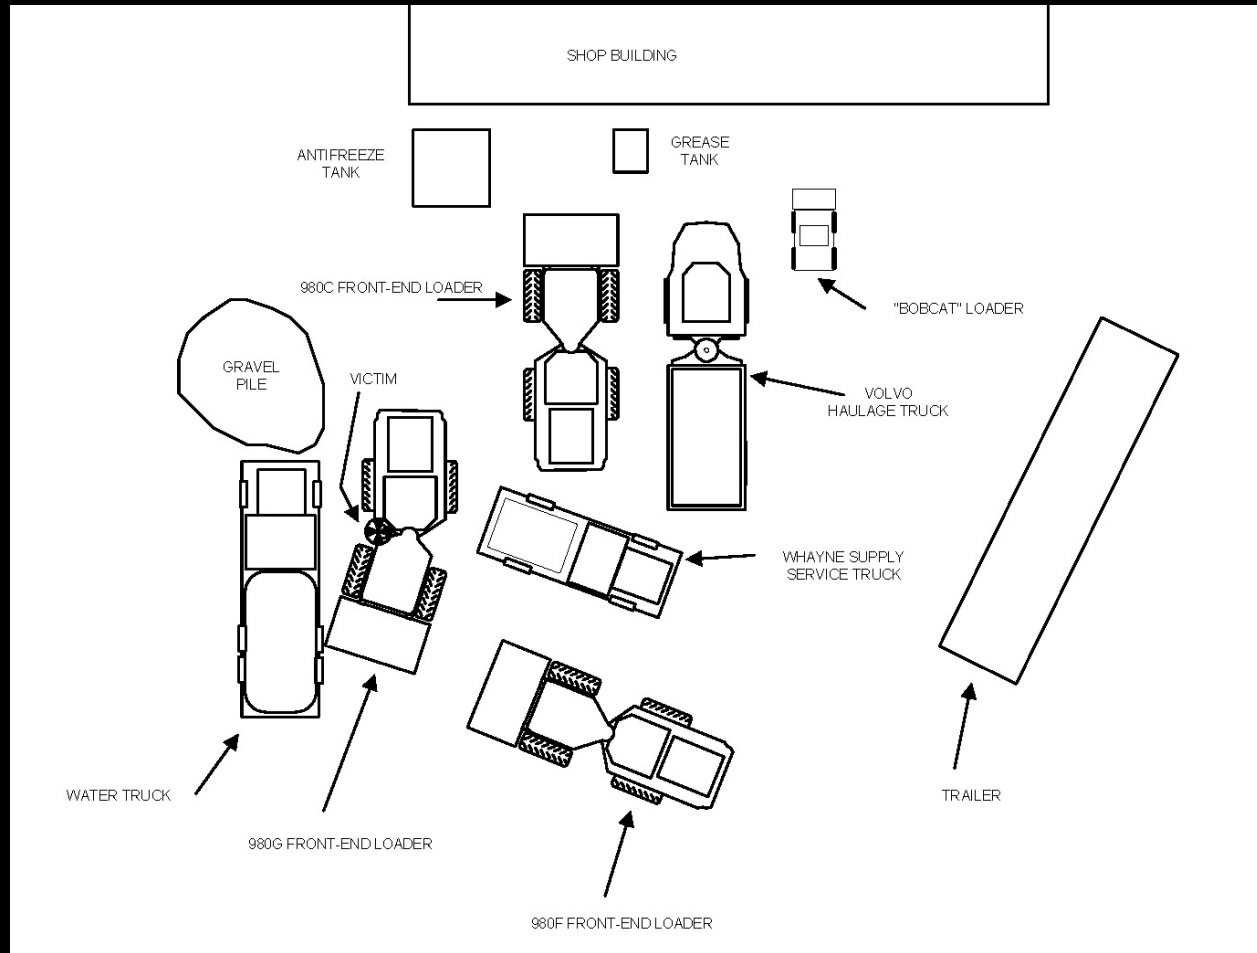 SHOP BUILDING
ANTIFREEZE
TANK
GREASE
TANK
980C FRONT-END LOADER
"BOBCAT" LOADER
GRAVEL
PILE
VICTIM
VOLVO
HAULAGE TRUCK
WHAYNE SUPPLY
SERVICE TRUCK
WATER TRUCK
TRAILER
980G FRONT-END LOADER
980F FRONT-END LOADER